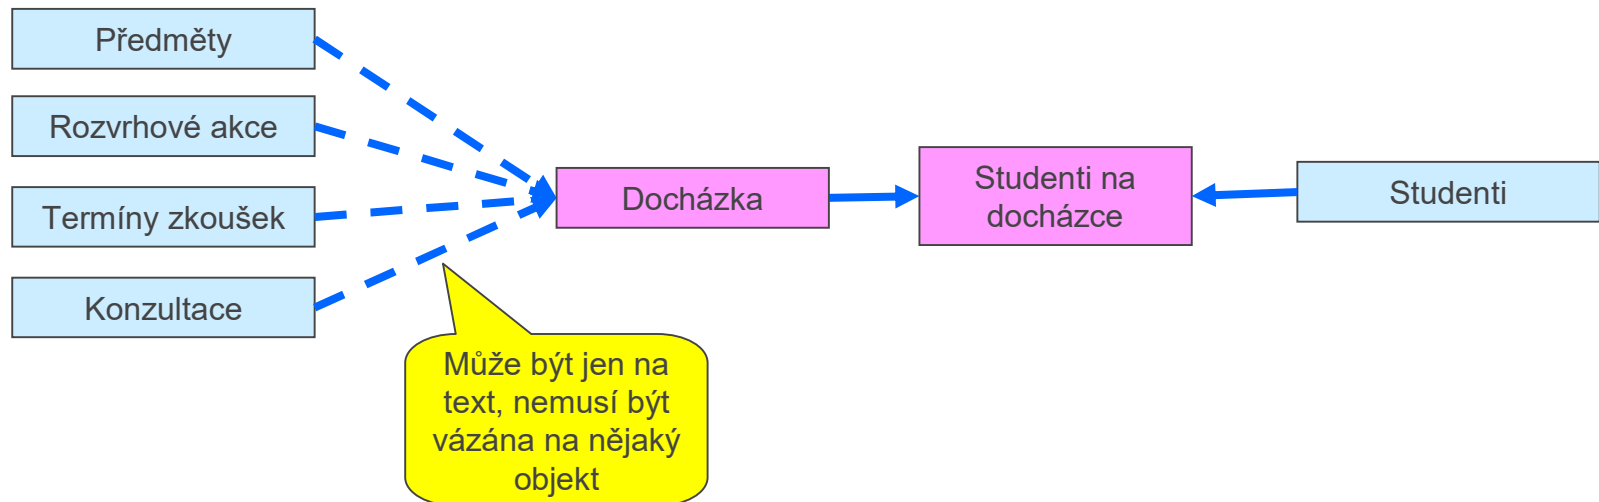 Předměty
Rozvrhové akce
Termíny zkoušek
Konzultace
Docházka
Studenti na
docházce
Studenti
Může být jen na
text, nemusí být
vázána na nějaký
objekt